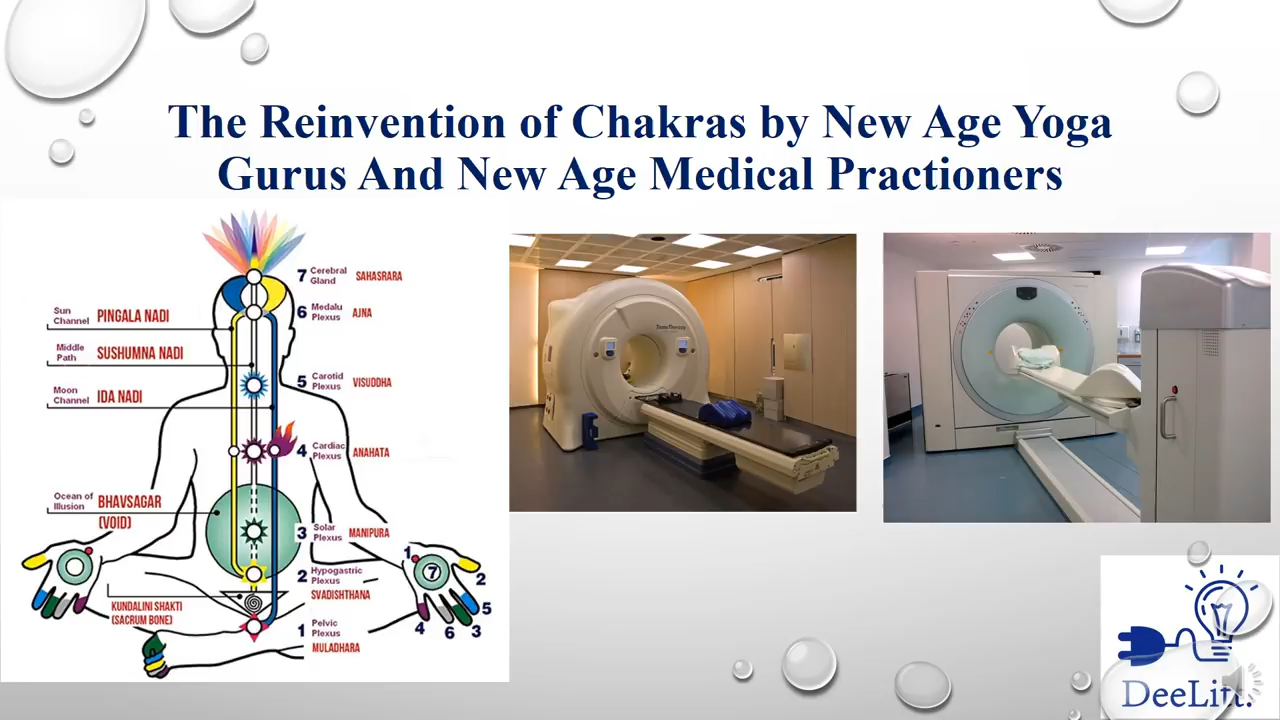 The Reinvention of Chakras by New Age Yoga
Gurus And New Age Medical Practioners
7 Cerebral
Gland
SAHASRARA
6 Medalu
Plexus
AJNA
Sun
Channel
PINGALA NADI
Middle
Path
SUSHUMNA NADI
Moon
Channel
IDA NADI
5 Carotid
Plexus
VISUDDHA
4 Cardiac
Plexus
ANAHATA
Ocean of
Illusion
BHAVSAGAR
(VOID)
3 Solar
Plexus
MANIPURA
2 Hypogastric
Plexus
SVADISHTHANA
KUNDALINI SHAKTI
(SACRUM BONE)
1 Pelvic
Plexus
MULADHARA
1
7
2
5
4
6
3
DeeLitt.